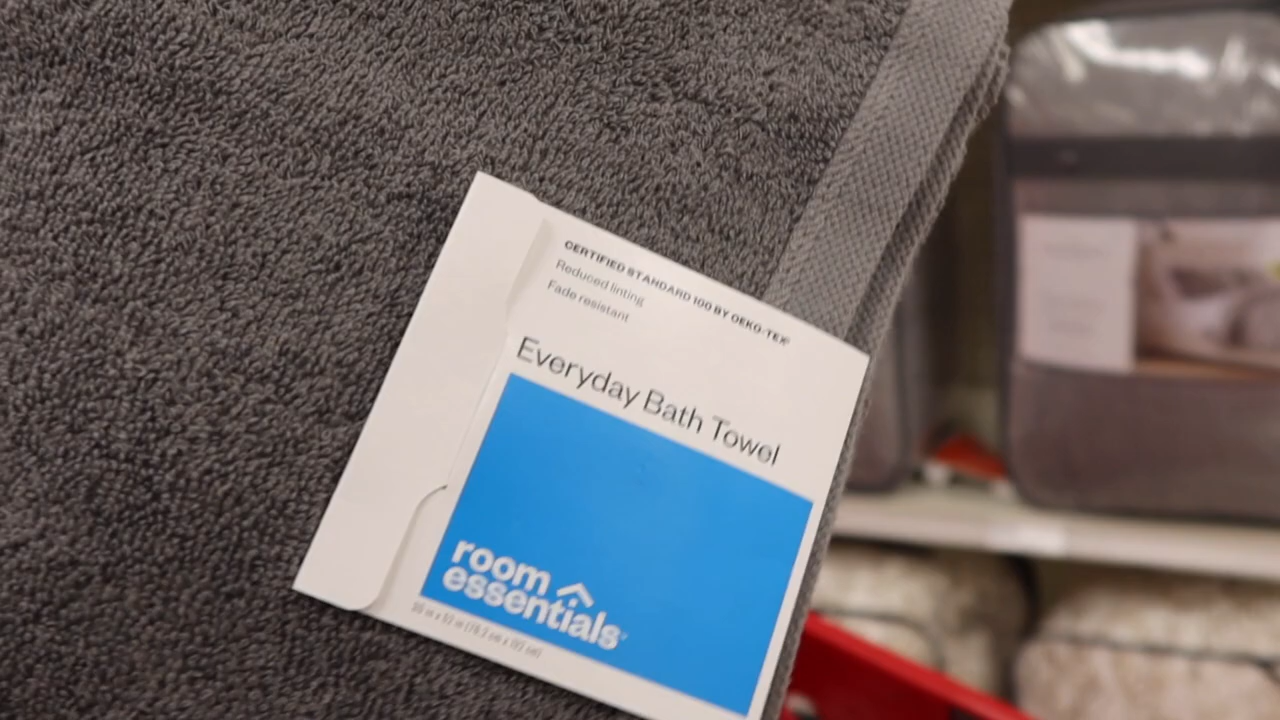 CERTIFIED STANDARD 100 BY OEKO-TEX®
Reduced linting
Fade resistant
Everyday Bath Towel
room
essentials